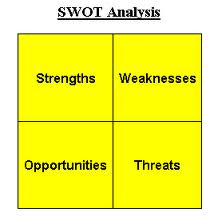 SWOT Analysis
Strengths Weaknesses
Opportunities Threats